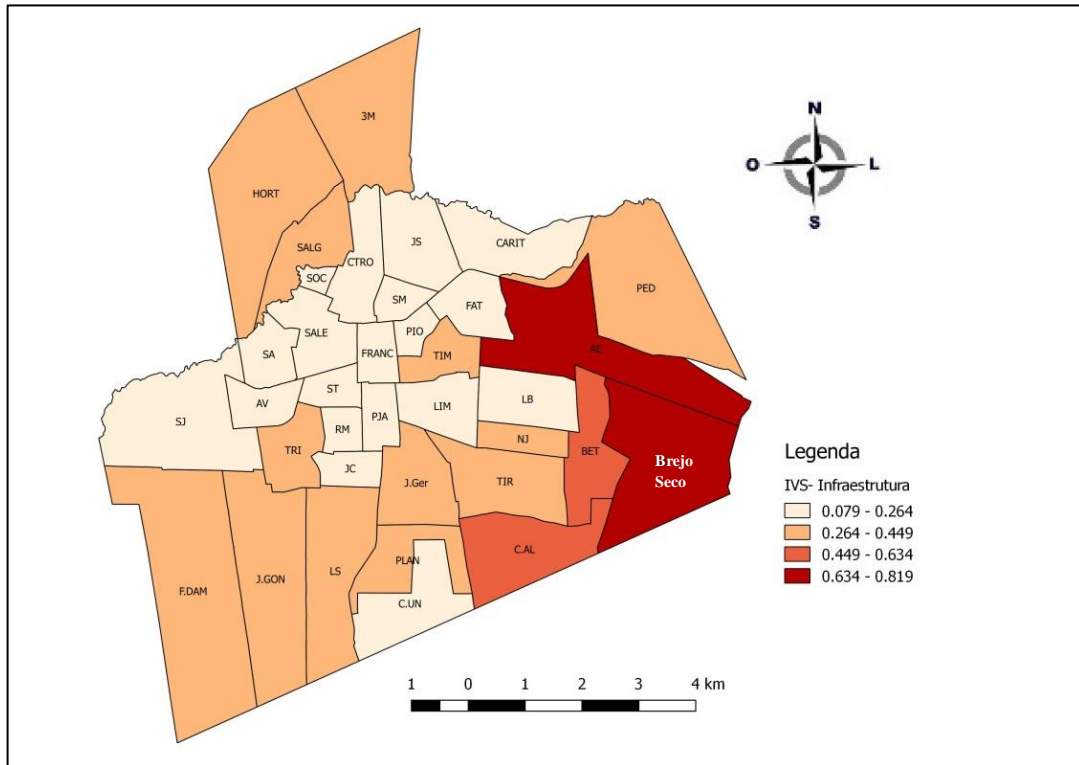 N
O
L
S
3M
HORT
SALG
JS
CARIT
CTRO
SOC
SM
FAT
PED
SALE
PIO
SA
FRANC
TIM
AE
ST
AV
PJA
LIM
LB
SJ
RM
NJ
TRI
BET
JC
Brejo
Seco
J.Ger
TIR
PLAN
C.AL
LS
J.GON
F.DAM
C.UN
Legenda
IVS- Infraestrutura
0.079 - 0.264
0.264 - 0.449
0.449 - 0.634
0.634 - 0.819
1 0 1 2 3 4 km